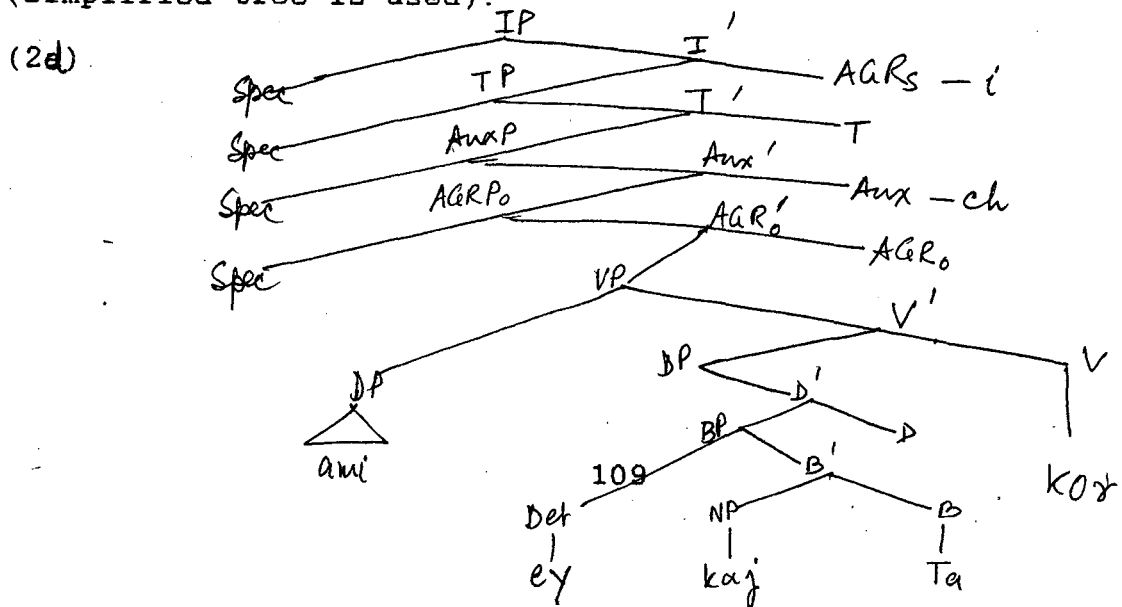 (simplified tree is used).
(2d)
IP I'
Spec TP AGRS - i
T'
Spec AuxP T
Aux'
Spec AGRPo Aux - ch
AGRo'
Spec AGRo
VP
V'
DP DP V
D'
ami BP D
109 B' KOr
Det NP B
ey kaj Ta